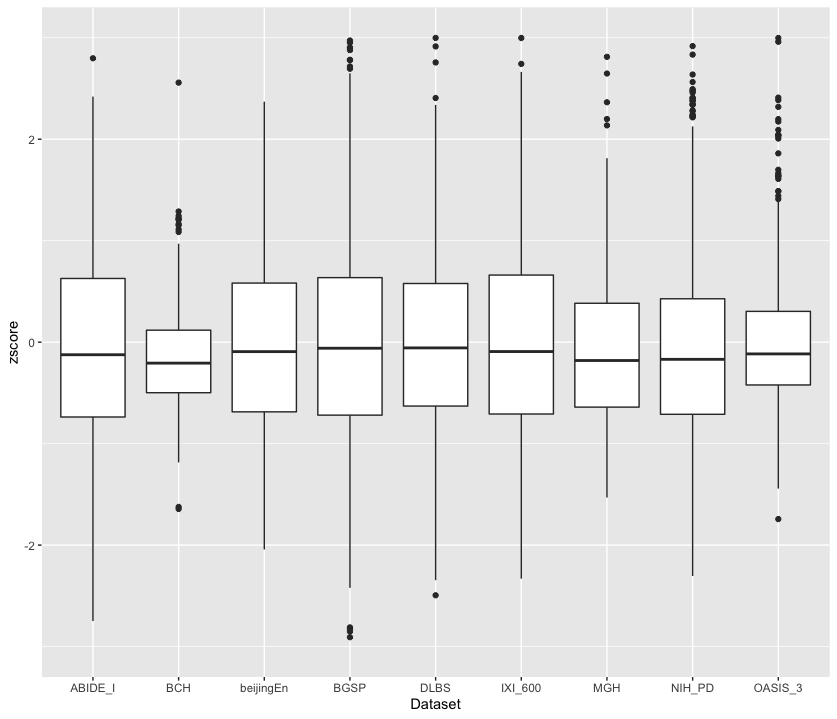 zscore
2
0
-2
ABIDE_I BCH beijingEn BGSP DLBS IXI_600 MGH NIH_PD OASIS_3
Dataset